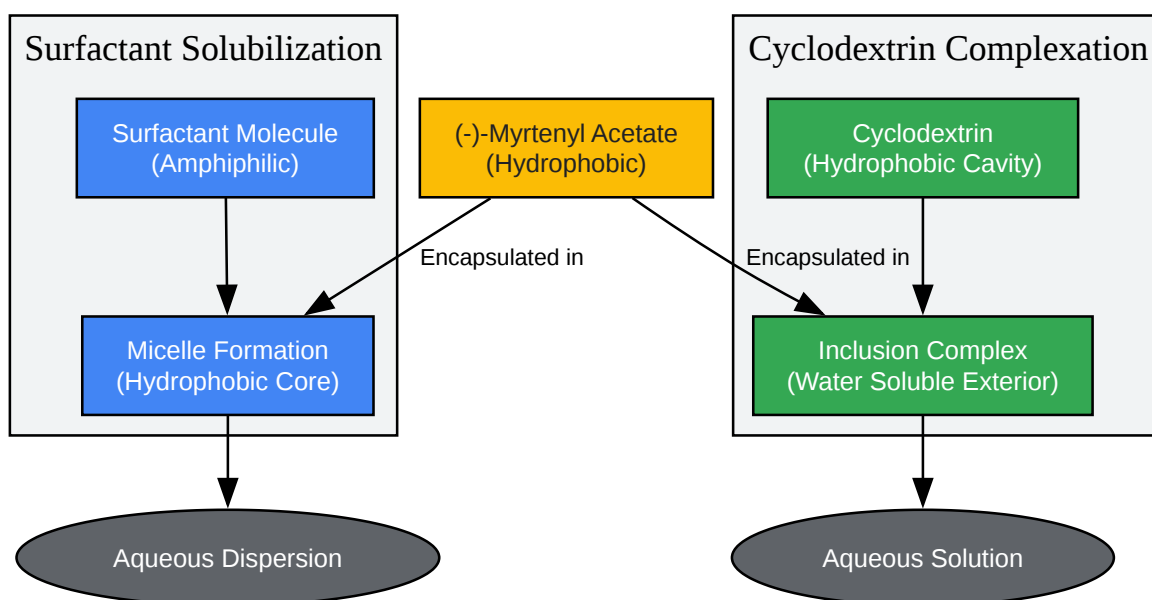 Surfactant Solubilization
Cyclodextrin Complexation
Surfactant Molecule
(Amphiphilic)
(-)-Myrtenyl Acetate
(Hydrophobic)
Cyclodextrin
(Hydrophobic Cavity)
Encapsulated in
Encapsulated in
Micelle Formation
(Hydrophobic Core)
Inclusion Complex
(Water Soluble Exterior)
Aqueous Dispersion
Aqueous Solution